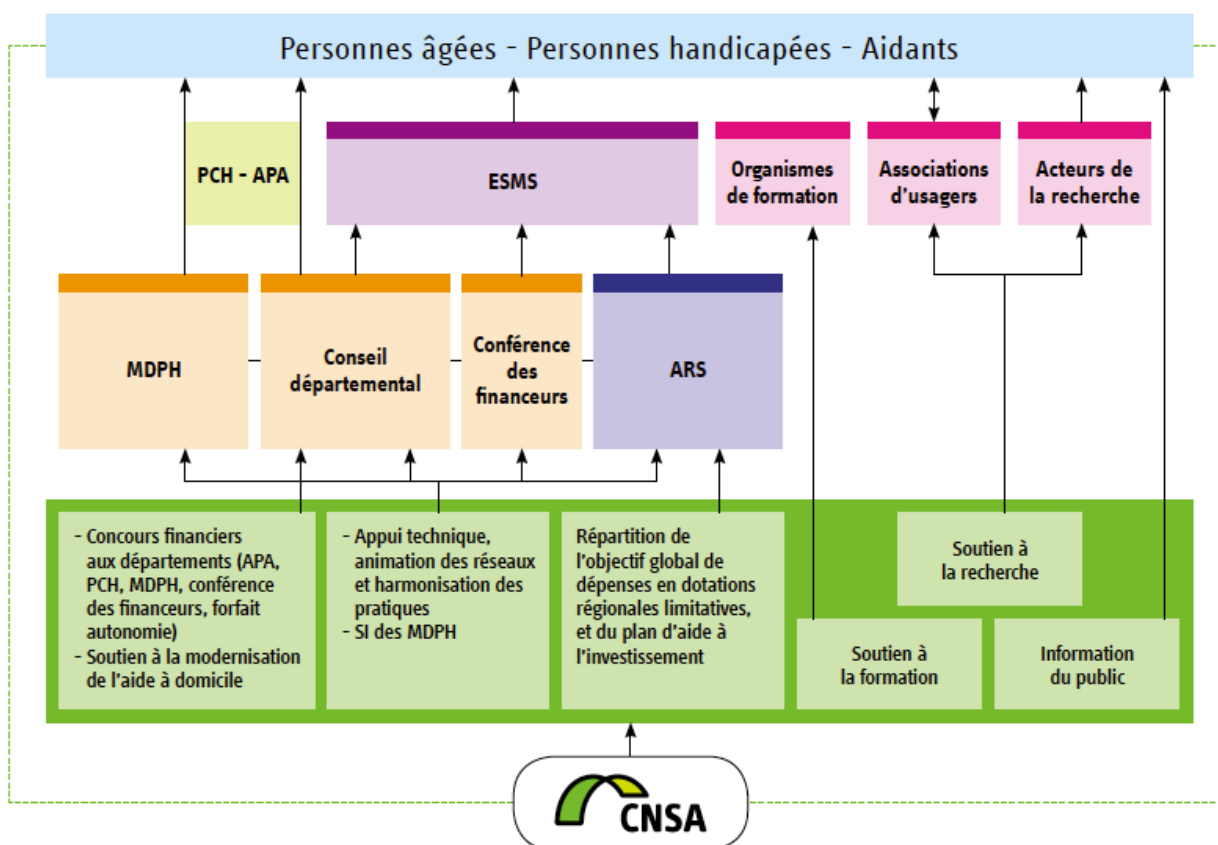 Personnes âgées - Personnes handicapées - Aidants
PCH - APA
ESMS
Organismes
de formation
Associations
d'usagers
Acteurs de
la recherche
MDPH
Conseil
départemental
Conférence
des
financeurs
ARS
- Concours financiers
aux départements (APA,
PCH, MDPH, conférence
des financeurs, forfait
autonomie)
- Soutien à la modernisation
de l'aide à domicile
- Appui technique,
animation des réseaux
et harmonisation des
pratiques
- SI des MDPH
Répartition de
l'objectif global de
dépenses en dotations
régionales limitatives,
et du plan d'aide à
l'investissement
Soutien à
la recherche
Soutien à
la formation
Information
du public
CNSA